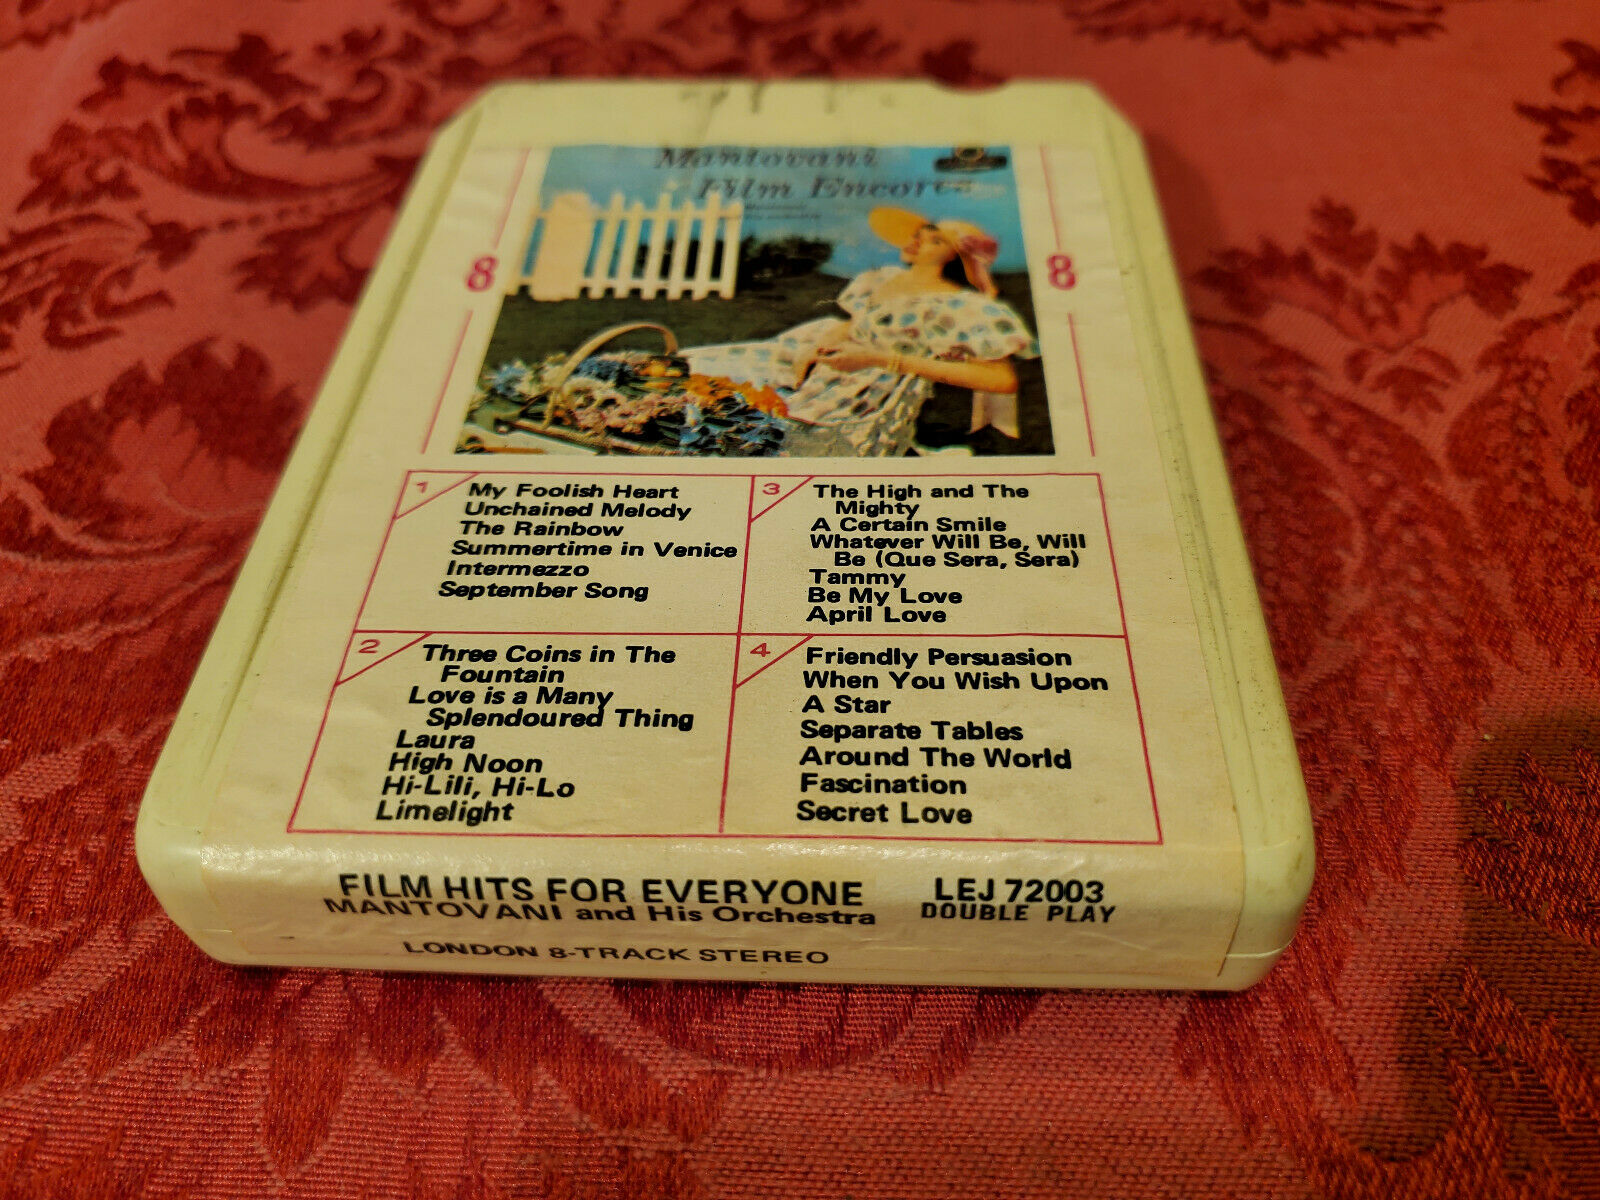 Mantovani
Film Encores
8
8
1
My Foolish Heart
Unchained Melody
The Rainbow
Summertime in Venice
Intermezzo
September Song
2
Three Coins in The
Fountain
Love is a Many
Splendoured Thing
Laura
High Noon
Hi-Lili, Hi-Lo
Limelight
3
The High and The
Mighty
A Certain Smile
Whatever Will Be, Will
Be (Que Sera, Sera)
Tammy
Be My Love
April Love
4
Friendly Persuasion
When You Wish Upon
A Star
Separate Tables
Around The World
Fascination
Secret Love
FILM HITS FOR EVERYONE
MANTOVANI and His Orchestra
LEJ 72003
DOUBLE PLAY
LONDON 8-TRACK STEREO